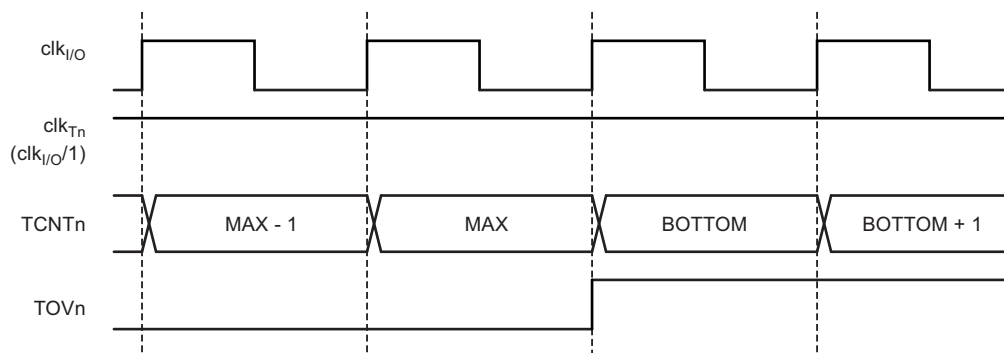 clkI/O
clkTn
(clkI/O/1)
TCNTn MAX - 1 MAX BOTTOM BOTTOM + 1
TOVn